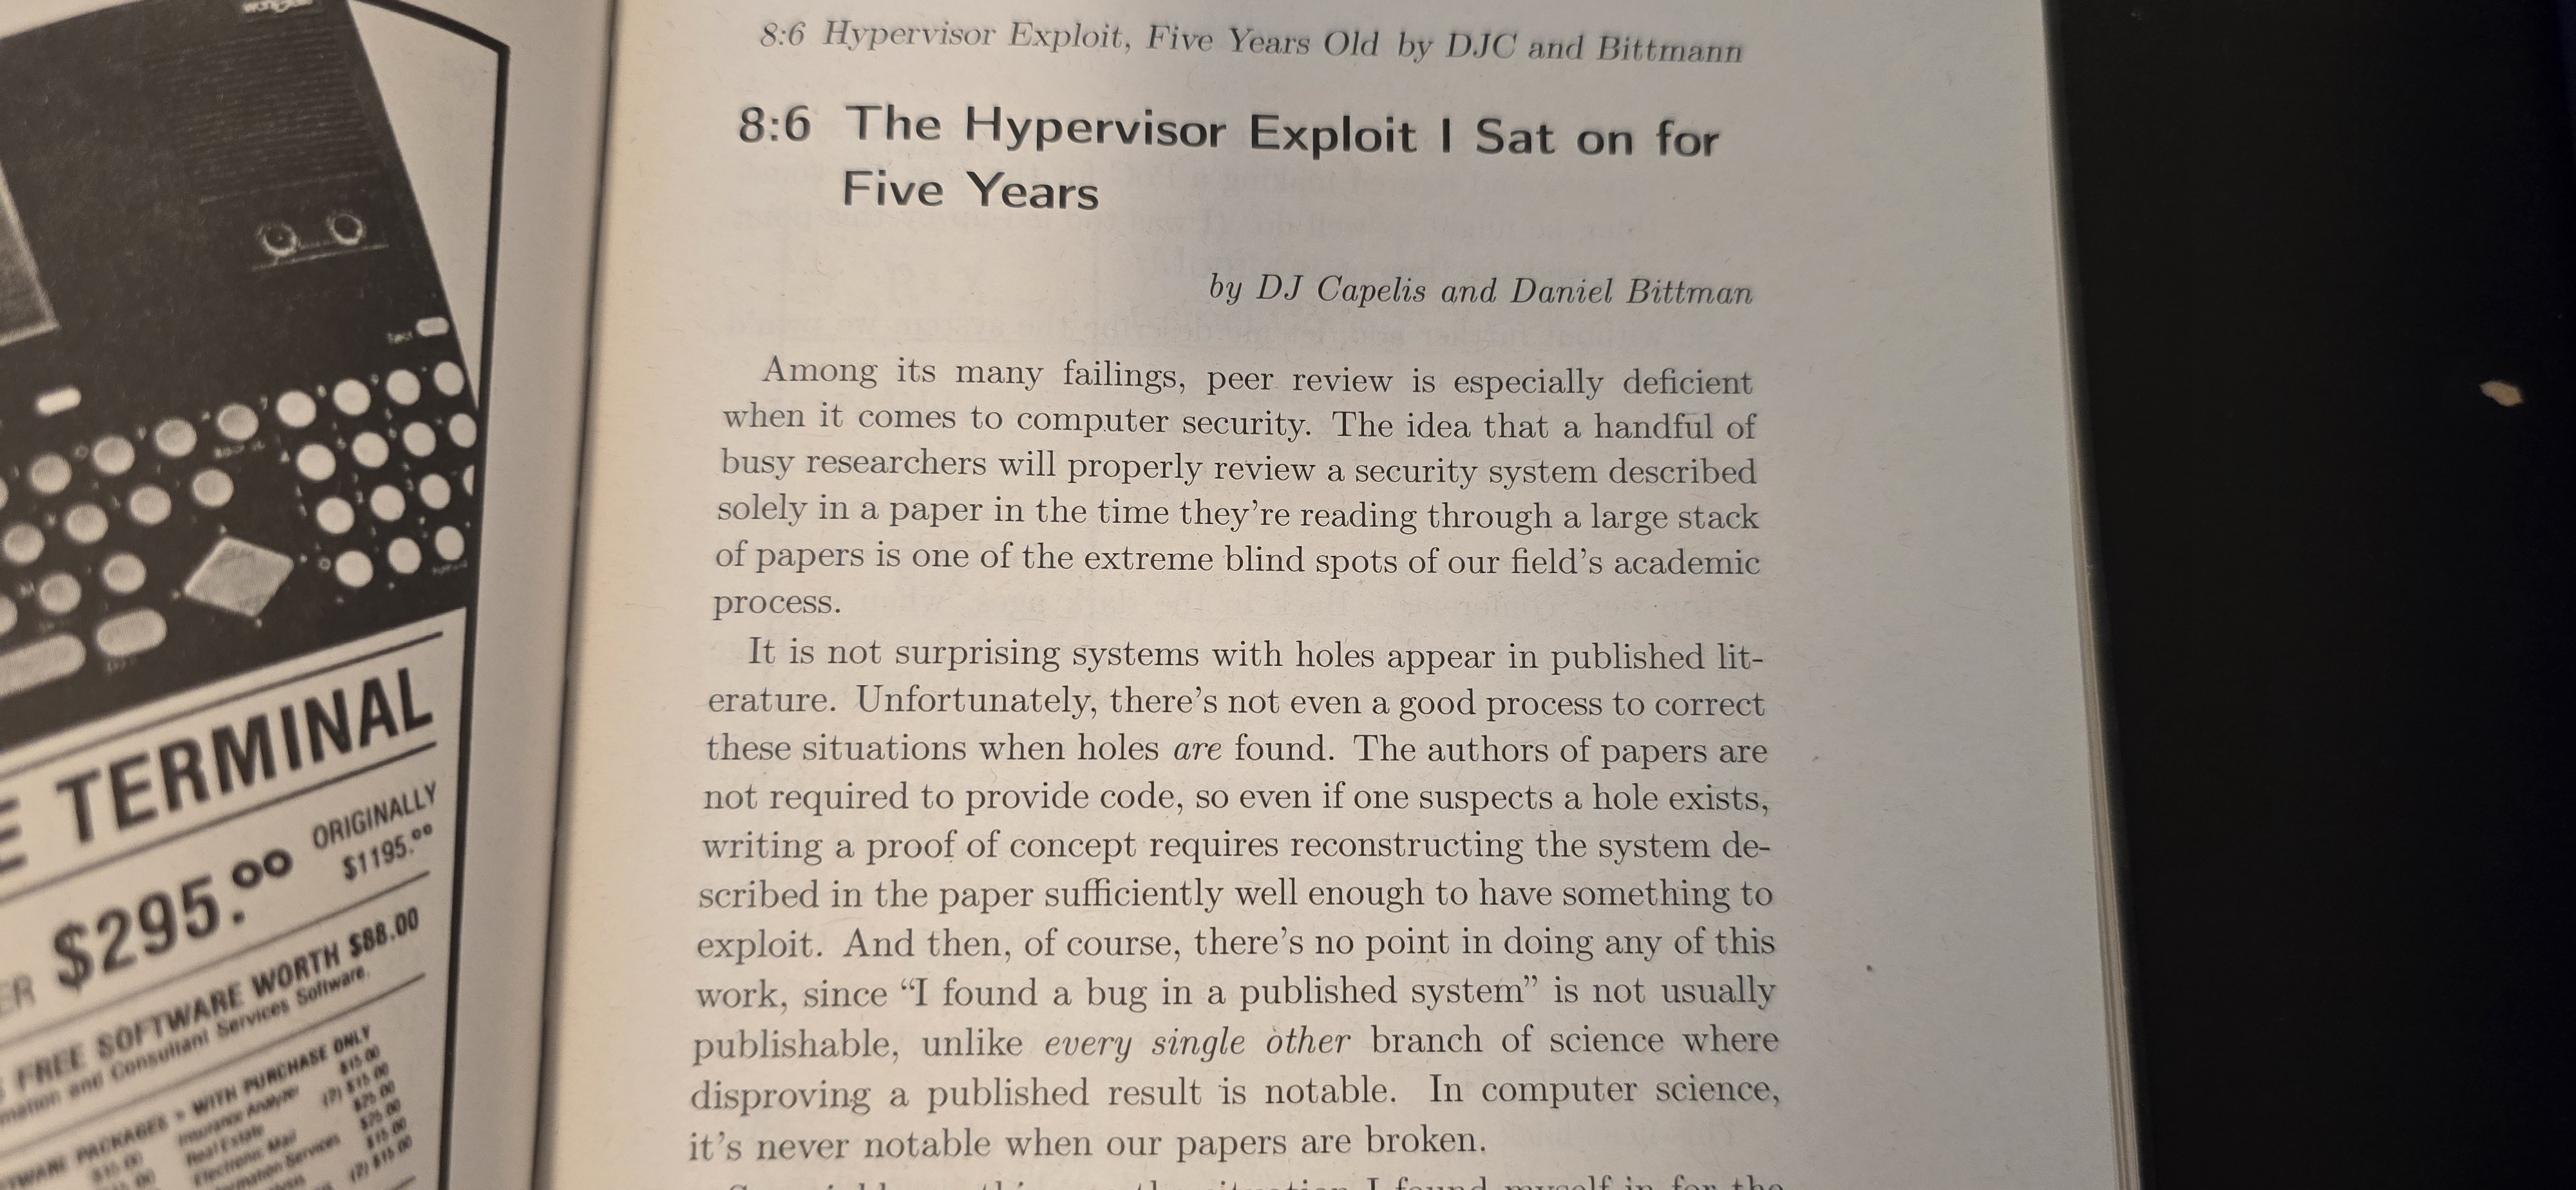 8:6 Hypervisor Exploit, Five Years Old by DJC and Bittmann
8:6 The Hypervisor Exploit I Sat on for
Five Years
by DJ Capelis and Daniel Bittman
Among its many failings, peer review is especially deficient
when it comes to computer security. The idea that a handful of
busy researchers will properly review a security system described
solely in a paper in the time they're reading through a large stack
of papers is one of the extreme blind spots of our field's academic
process.
It is not surprising systems with holes appear in published lit-
erature. Unfortunately, there's not even a good process to correct
these situations when holes are found. The authors of papers are
not required to provide code, so even if one suspects a hole exists,
writing a proof of concept requires reconstructing the system de-
scribed in the paper sufficiently well enough to have something to
exploit. And then, of course, there's no point in doing any of this
work, since “I found a bug in a published system” is not usually
publishable, unlike every single other branch of science where
disproving a published result is notable. In computer science,
it's never notable when our papers are broken.
TERMINAL
ORIGINALLY
$295.00 $1195.00
FREE SOFTWARE WORTH $88.00
WITH PURCHASE ONLY